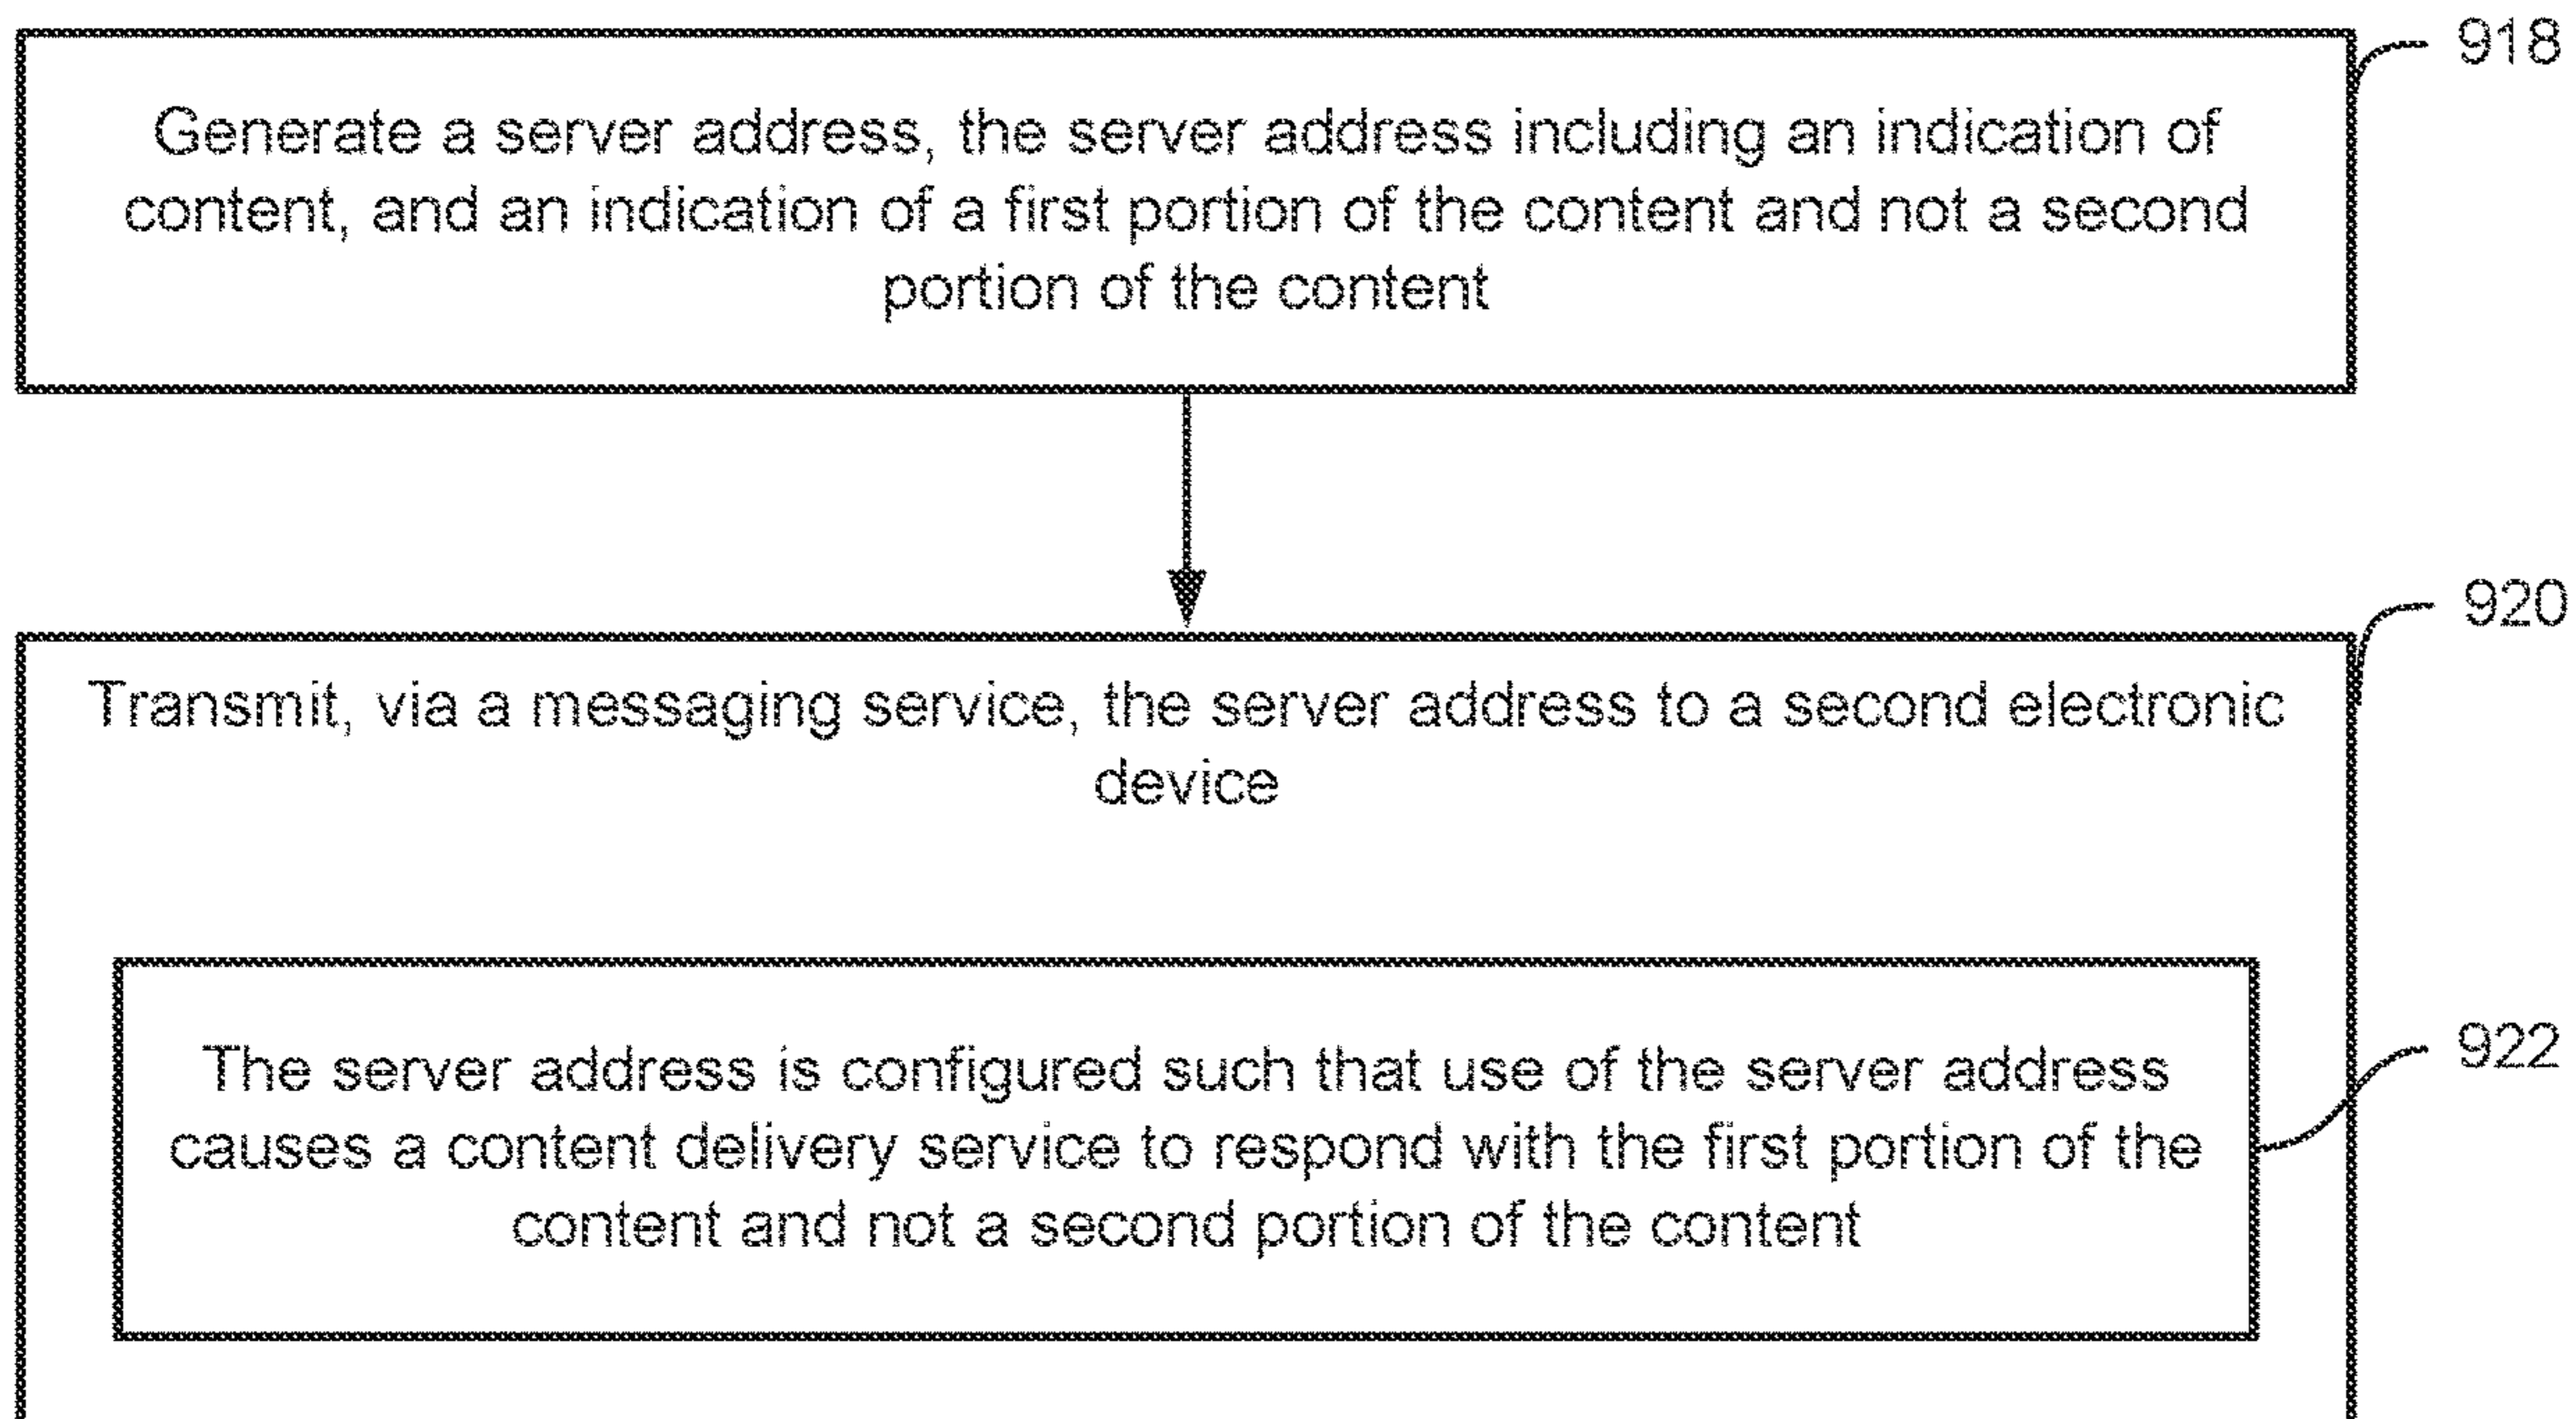 918
Generate a server address, the server address including an indication of
content, and an indication of a first portion of the content and not a second
portion of the content
920
Transmit, via a messaging service, the server address to a second electronic
device
The server address is configured such that use of the server address
922
causes a content delivery service to respond with the first portion of the
content and not a second portion of the content